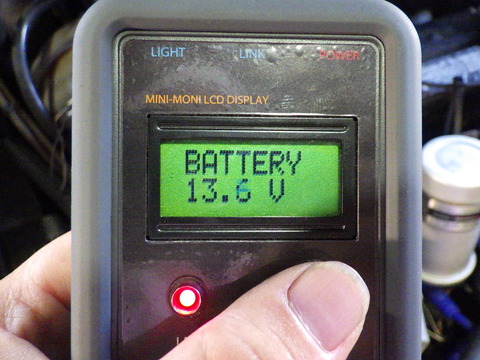 LIGHT LINK POWER
MINI-MONI LCD DISPLAY
BATTERY
13.6 V